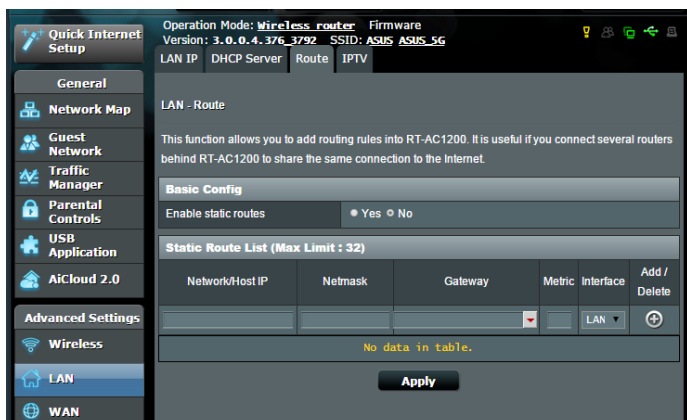 Quick Internet
Setup
General
Network Map
Guest
Network
Traffic
Manager
Parental
Controls
USB
Application
AiCloud 2.0
Advanced Settings
Wireless
LAN
WAN
Operation Mode: Wireless router Firmware
Version: 3.0.0.4.376_3792 SSID: ASUS ASUS_5G
LAN IP DHCP Server Route IPTV
LAN - Route
This function allows you to add routing rules into RT-AC1200. It is useful if you connect several routers
behind RT-AC1200 to share the same connection to the Internet.
Basic Config
Enable static routes Yes No
Static Route List (Max Limit : 32)
Network/Host IP Netmask Gateway Metric Interface Add /
Delete
LAN
No data in table.
Apply